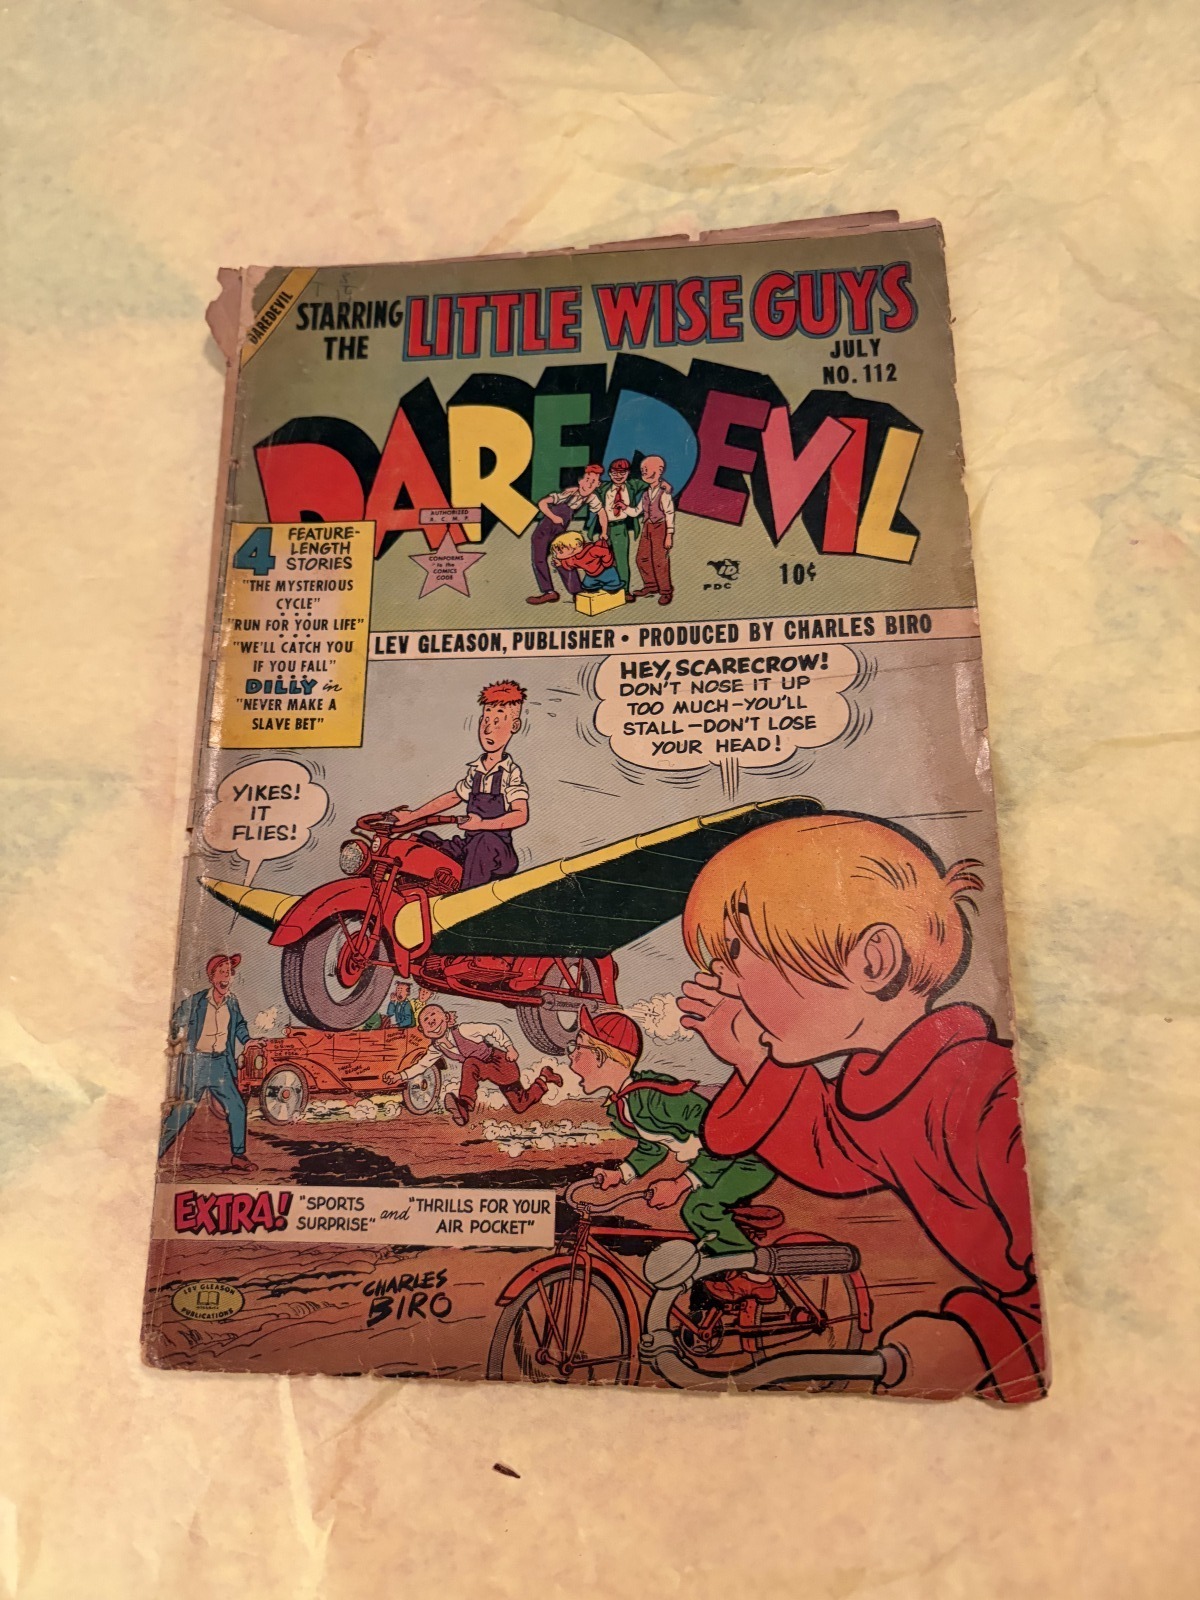 DAREDEVIL
STARRING
THE
LITTLE WISE GUYS
JULY
NO. 112
DAREDEVIL
AUTHORIZED
A. C. M. P.
CONFORMS
to the
COMICS
CODE
PDC
10¢
4 FEATURE-
LENGTH
STORIES
"THE MYSTERIOUS
CYCLE"
"RUN FOR YOUR LIFE"
"WE'LL CATCH YOU
IF YOU FALL"
DILLY in
"NEVER MAKE A
SLAVE BET"
LEV GLEASON, PUBLISHER • PRODUCED BY CHARLES BIRO
HEY, SCARECROW!
DON'T NOSE IT UP
TOO MUCH-YOU'LL
STALL-DON'T LOSE
YOUR HEAD!
YIKES!
IT
FLIES!
EXTRA! "SPORTS
SURPRISE" and "THRILLS FOR YOUR
AIR POCKET"
LEV GLEASON
PUBLICATIONS
CHARLES
BIRO